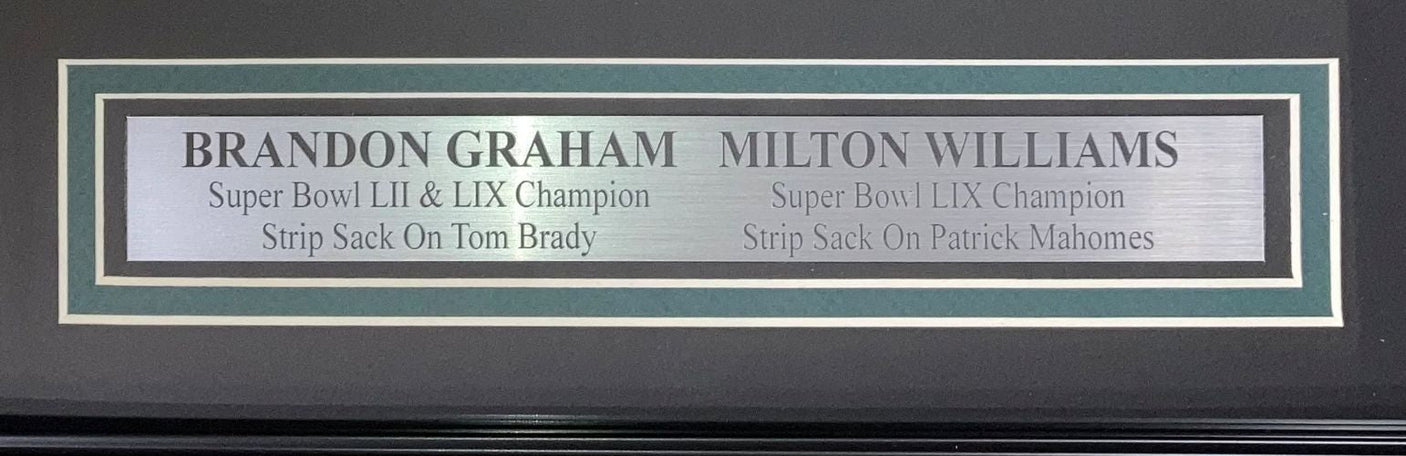 BRANDON GRAHAM MILTON WILLIAMS
Super Bowl LII & LIX Champion Super Bowl LIX Champion
Strip Sack On Tom Brady Strip Sack On Patrick Mahomes